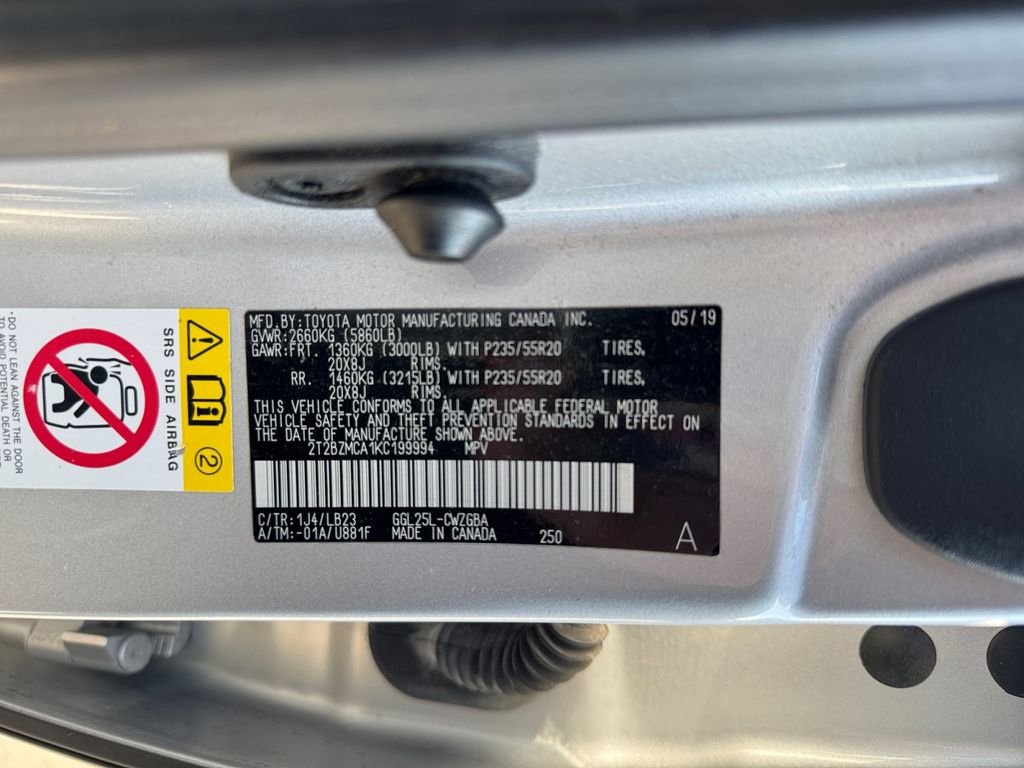 MFD.BY:TOYOTA MOTOR MANUFACTURING CANADA INC. 05/19
GVWR:2660KG (5860LB)
GAWR:FRT. 1360KG (3000LB) WITH P235/55R20 TIRES,
20X8J RIMS.
RR. 1460KG (3215LB) WITH P235/55R20 TIRES,
20X8J RIMS.
THIS VEHICLE CONFORMS TO ALL APPLICABLE FEDERAL MOTOR
VEHICLE SAFETY AND THEFT PREVENTION STANDARDS IN EFFECT ON
THE DATE OF MANUFACTURE SHOWN ABOVE.
2T2BZMCA1KC199994 MPV
C/TR:1J4/LB23 GGL25L-CWZGBA
A/TM:-01A/U881F MADE IN CANADA 250
A
SRS SIDE AIRBAG
2
·DO NOT LEAN AGAINST THE DOOR
TO AVOID POTENTIAL DEATH OR